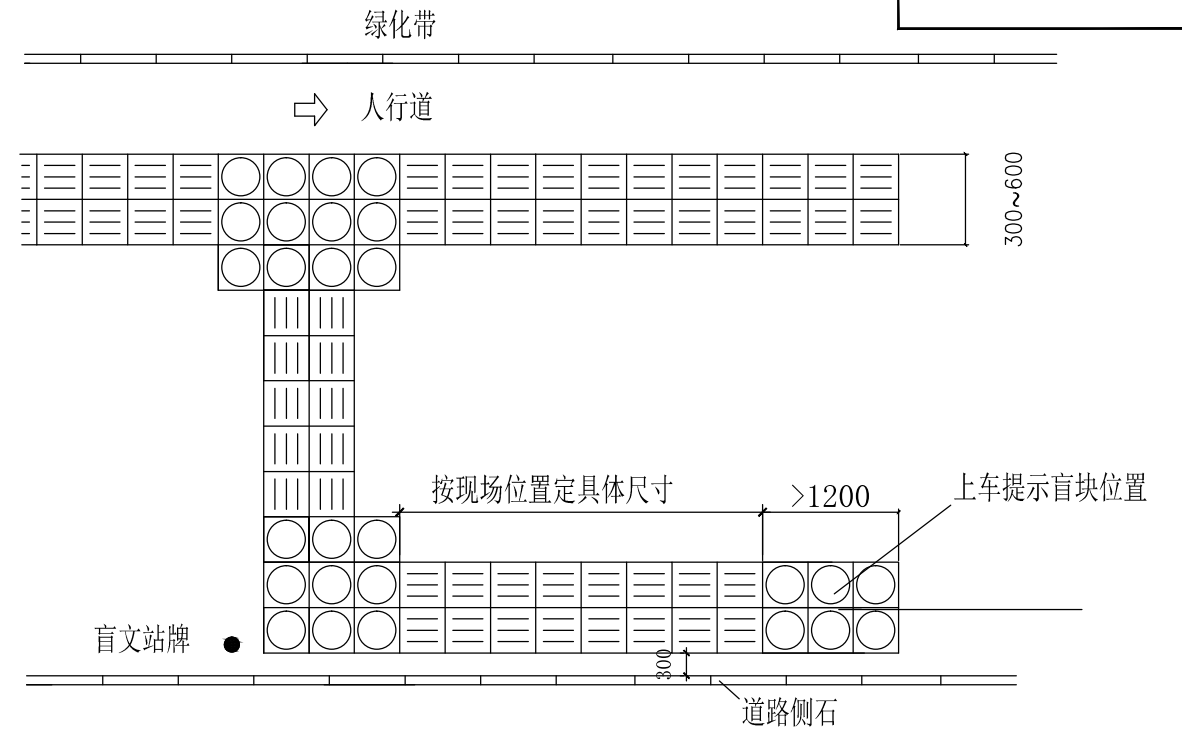 绿化带
人行道
300~600
按现场位置定具体尺寸
>1200
上车提示盲块位置
盲文站牌
300
道路侧石